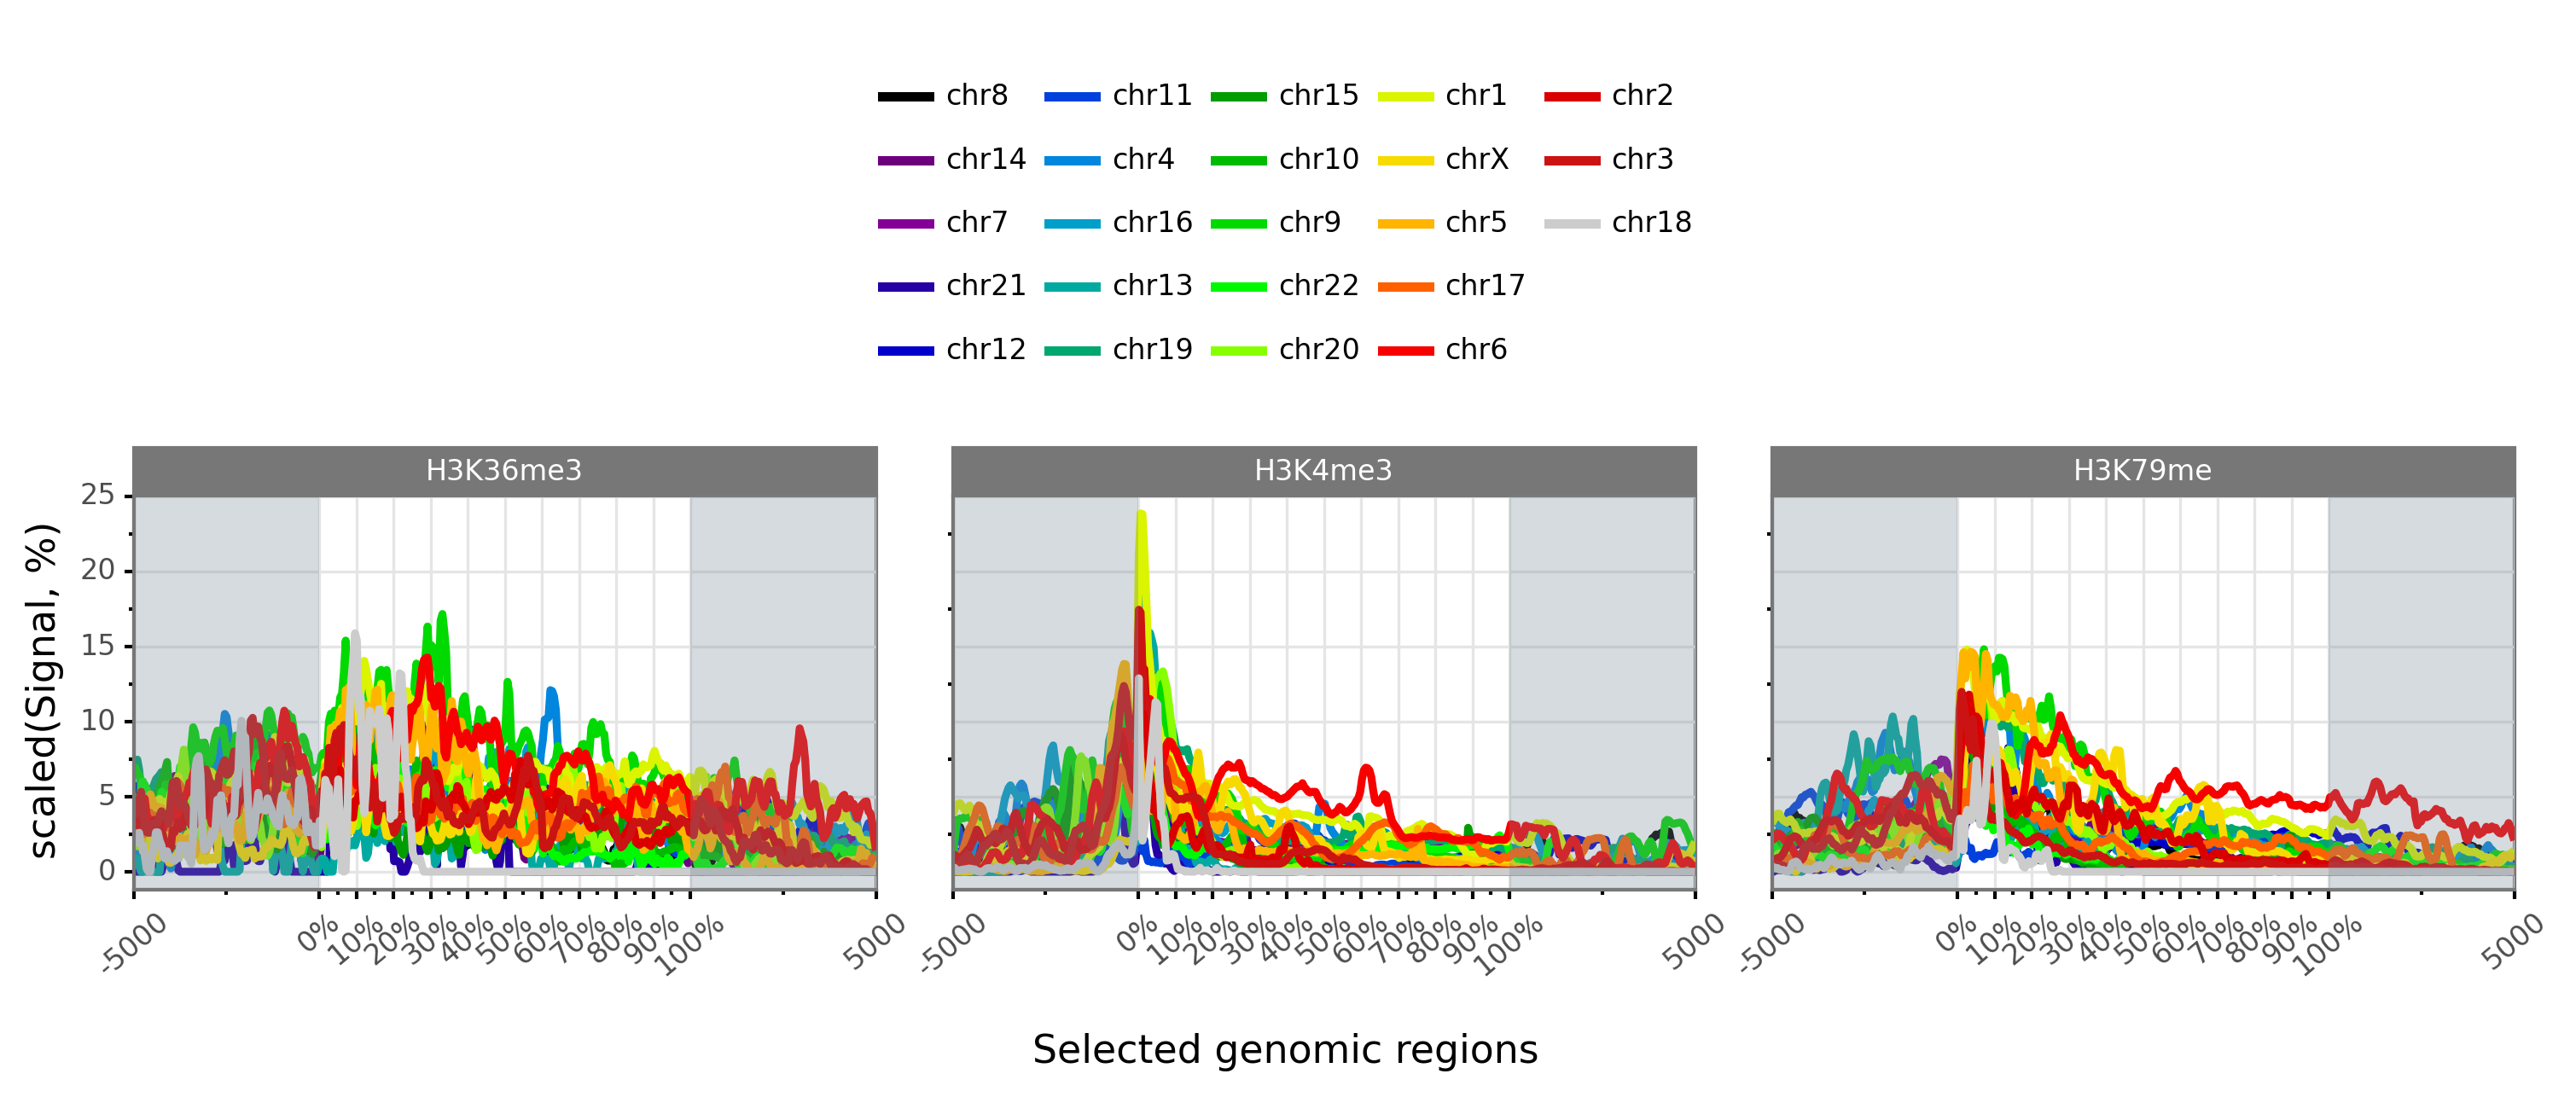 chr8 chr11 chr15 chr1 chr2
chr14 chr4 chr10 chrX chr3
chr7 chr16 chr9 chr5 chr18
chr21 chr13 chr22 chr17
chr12 chr19 chr20 chr6
H3K36me3 H3K4me3 H3K79me
25
20
15
10
5
0
scaled(Signal, %)
-5000 0% 10% 20% 30% 40% 50% 60% 70% 80% 90% 100% 5000 -5000 0% 10% 20% 30% 40% 50% 60% 70% 80% 90% 100% 5000 -5000 0% 10% 20% 30% 40% 50% 60% 70% 80% 90% 100% 5000
Selected genomic regions